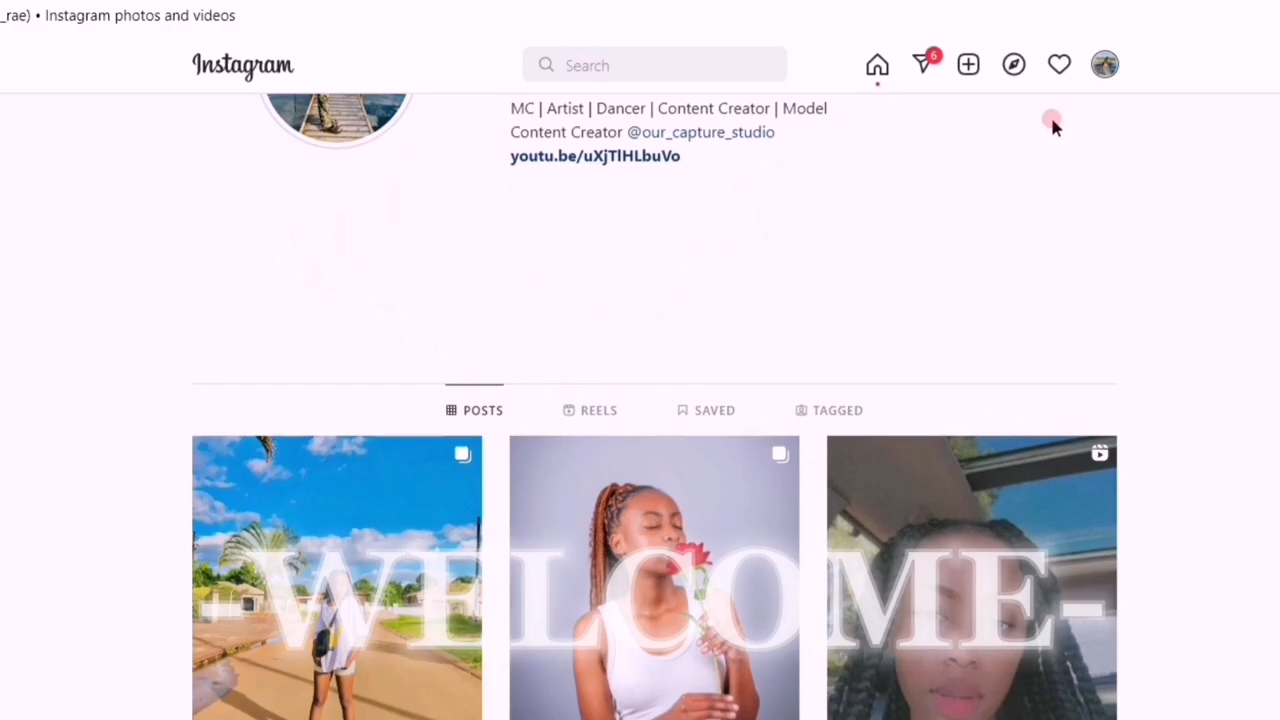 _rae) • Instagram photos and videos
Instagram
Search
6
MC | Artist | Dancer | Content Creator | Model
Content Creator @our_capture_studio
youtu.be/uXjTlHLbuVo
POSTS
REELS
SAVED
TAGGED
-WELCOME-